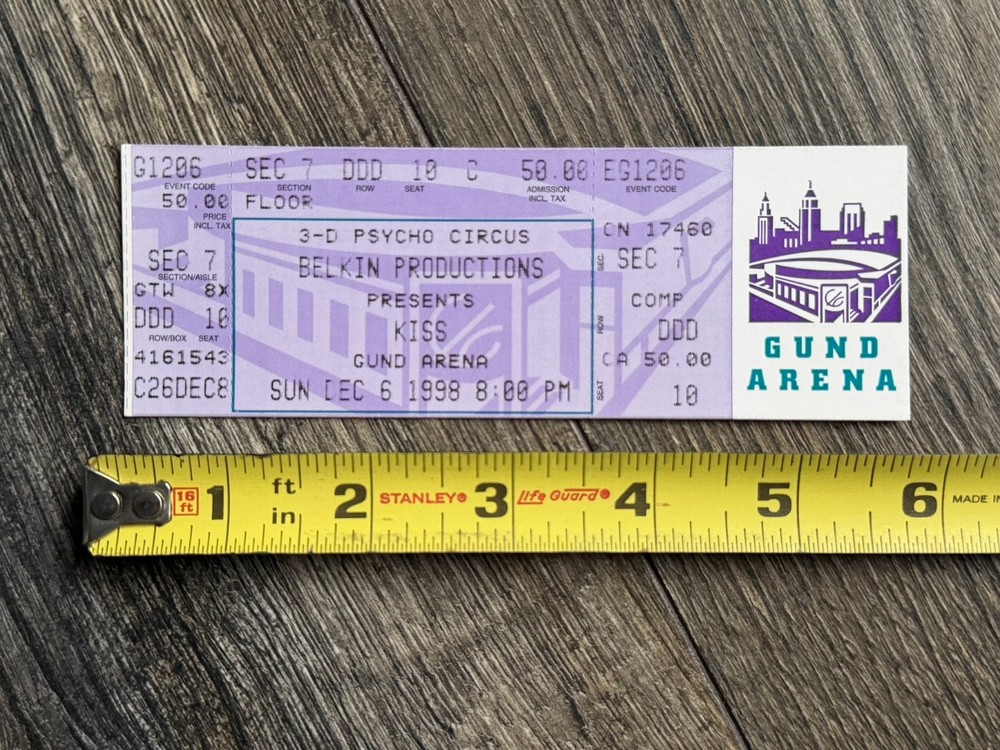 G1206 SEC 7 DDD 10 C 50.00 EG1206
EVENT CODE SECTION ROW SEAT ADMISSION INCL. TAX EVENT CODE
50.00 FLOOR
PRICE INCL. TAX
3-D PSYCHO CIRCUS
CN 17460
SEC 7
SECTION/AISLE
BELKIN PRODUCTIONS
SEC.
SEC 7
GTW 8X
PRESENTS
COMP
DDD 10
ROW/BOX SEAT
KISS
ROW
DDD
4161543
GUND ARENA
CA 50.00
C26DEC8
SUN DEC 6 1998 8:00 PM
SEAT
10
GUND
ARENA
16 ft 1 ft in 2 STANLEY® 3 Life Guard® 4 5 6 MADE IN